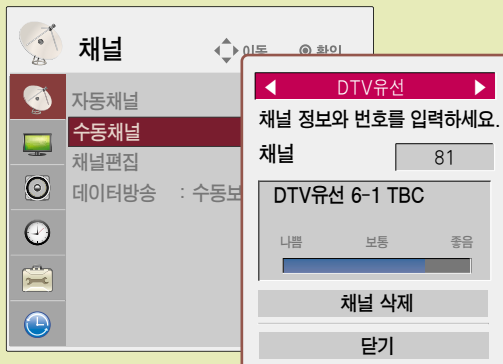 채널 이동 확인
자동채널
수동채널
채널편집
데이터방송 : 수동보
DTV유선
채널 정보와 번호를 입력하세요.
채널 81
DTV유선 6-1 TBC
나쁨 보통 좋음
채널 삭제
닫기